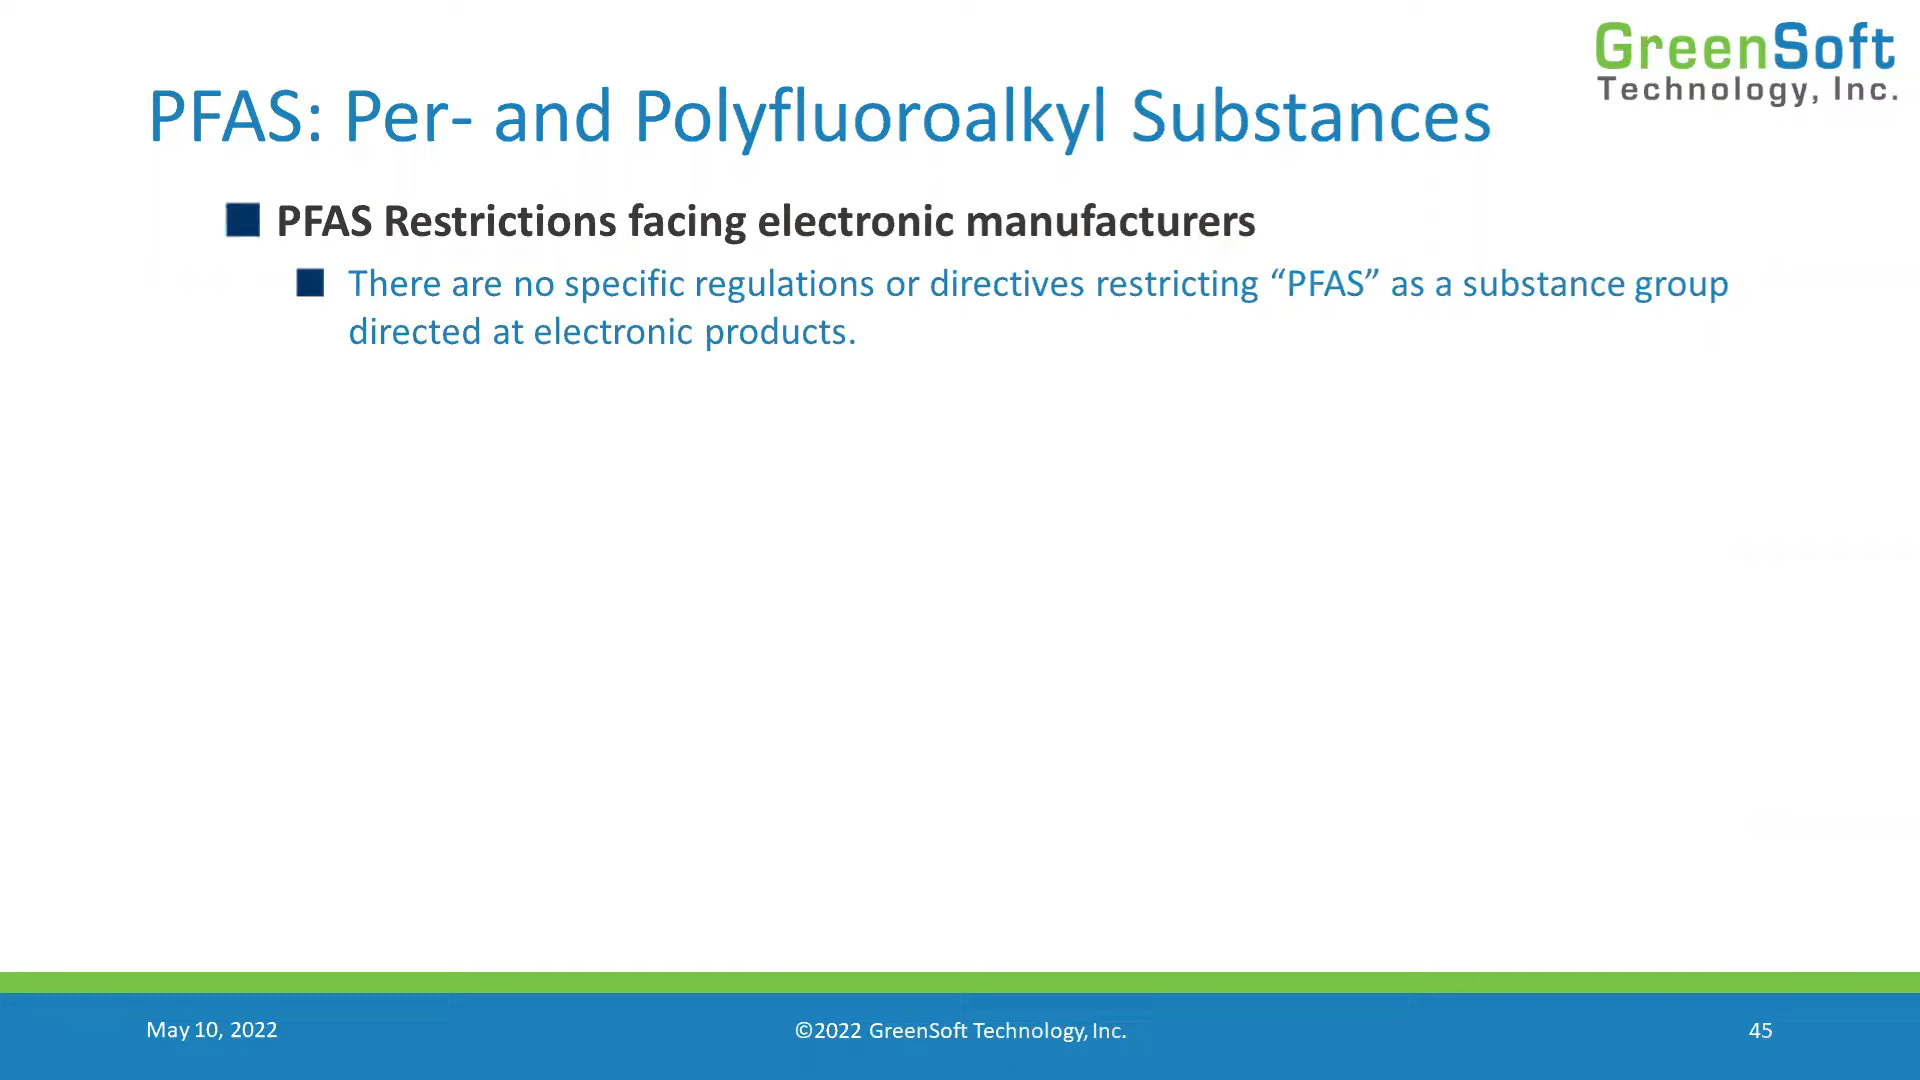 GreenSoft
Technology, Inc.
PFAS: Per- and Polyfluoroalkyl Substances
PFAS Restrictions facing electronic manufacturers
There are no specific regulations or directives restricting “PFAS” as a substance group
directed at electronic products.
May 10, 2022
©2022 GreenSoft Technology, Inc.
45